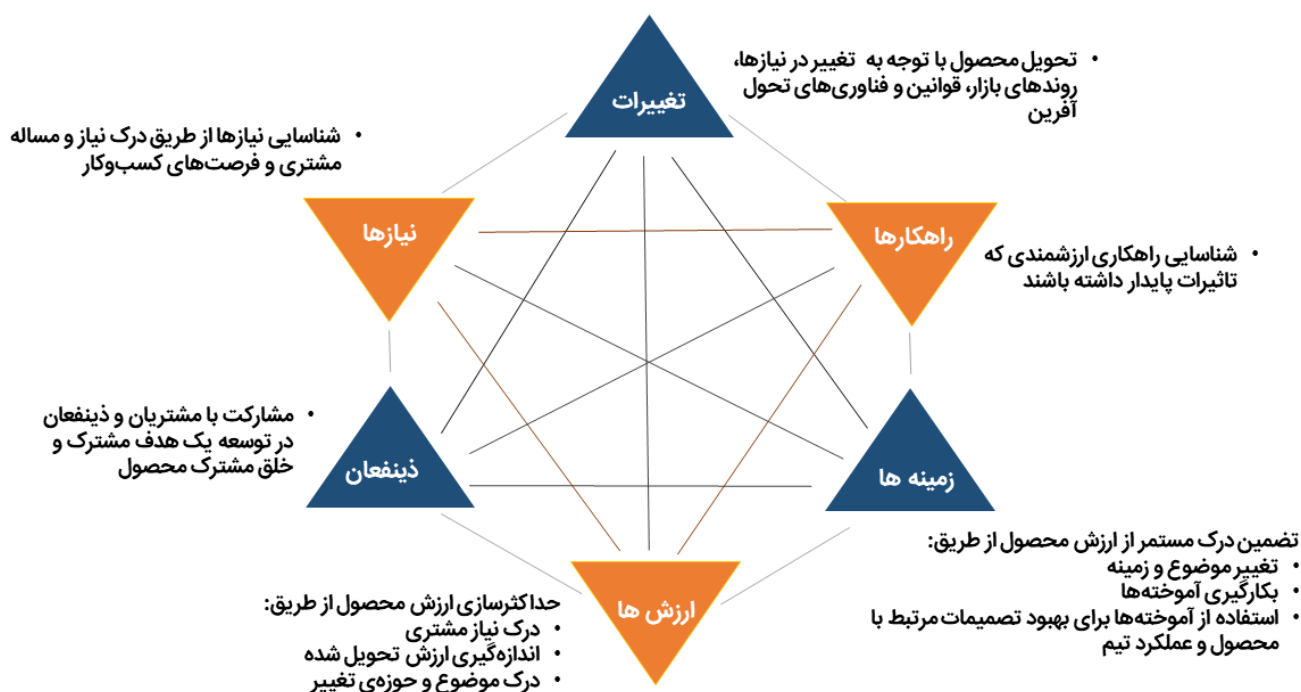 تغییرات
• تحویل محصول با توجه به تغییر در نیازها،
روندهای بازار، قوانین و فناوری‌های تحول
آفرین
• شناسایی نیازها از طریق درک نیاز و مساله
مشتری و فرصت‌های کسب‌وکار
نیازها
راهکارها
• شناسایی راهکاری ارزشمندی که
تاثیرات پایدار داشته باشند
• مشارکت با مشتریان و ذینفعان
در توسعه یک هدف مشترک و
خلق مشترک محصول
ذینفعان
زمینه ها
تضمین درک مستمر از ارزش محصول از طریق:
• تغییر موضوع و زمینه
• بکارگیری آموخته‌ها
• استفاده از آموخته‌ها برای بهبود تصمیمات مرتبط با
محصول و عملکرد تیم
ارزش ها
حداکثرسازی ارزش محصول از طریق:
• درک نیاز مشتری
• اندازه‌گیری ارزش تحویل شده
• درک موضوع و حوزه‌ی تغییر